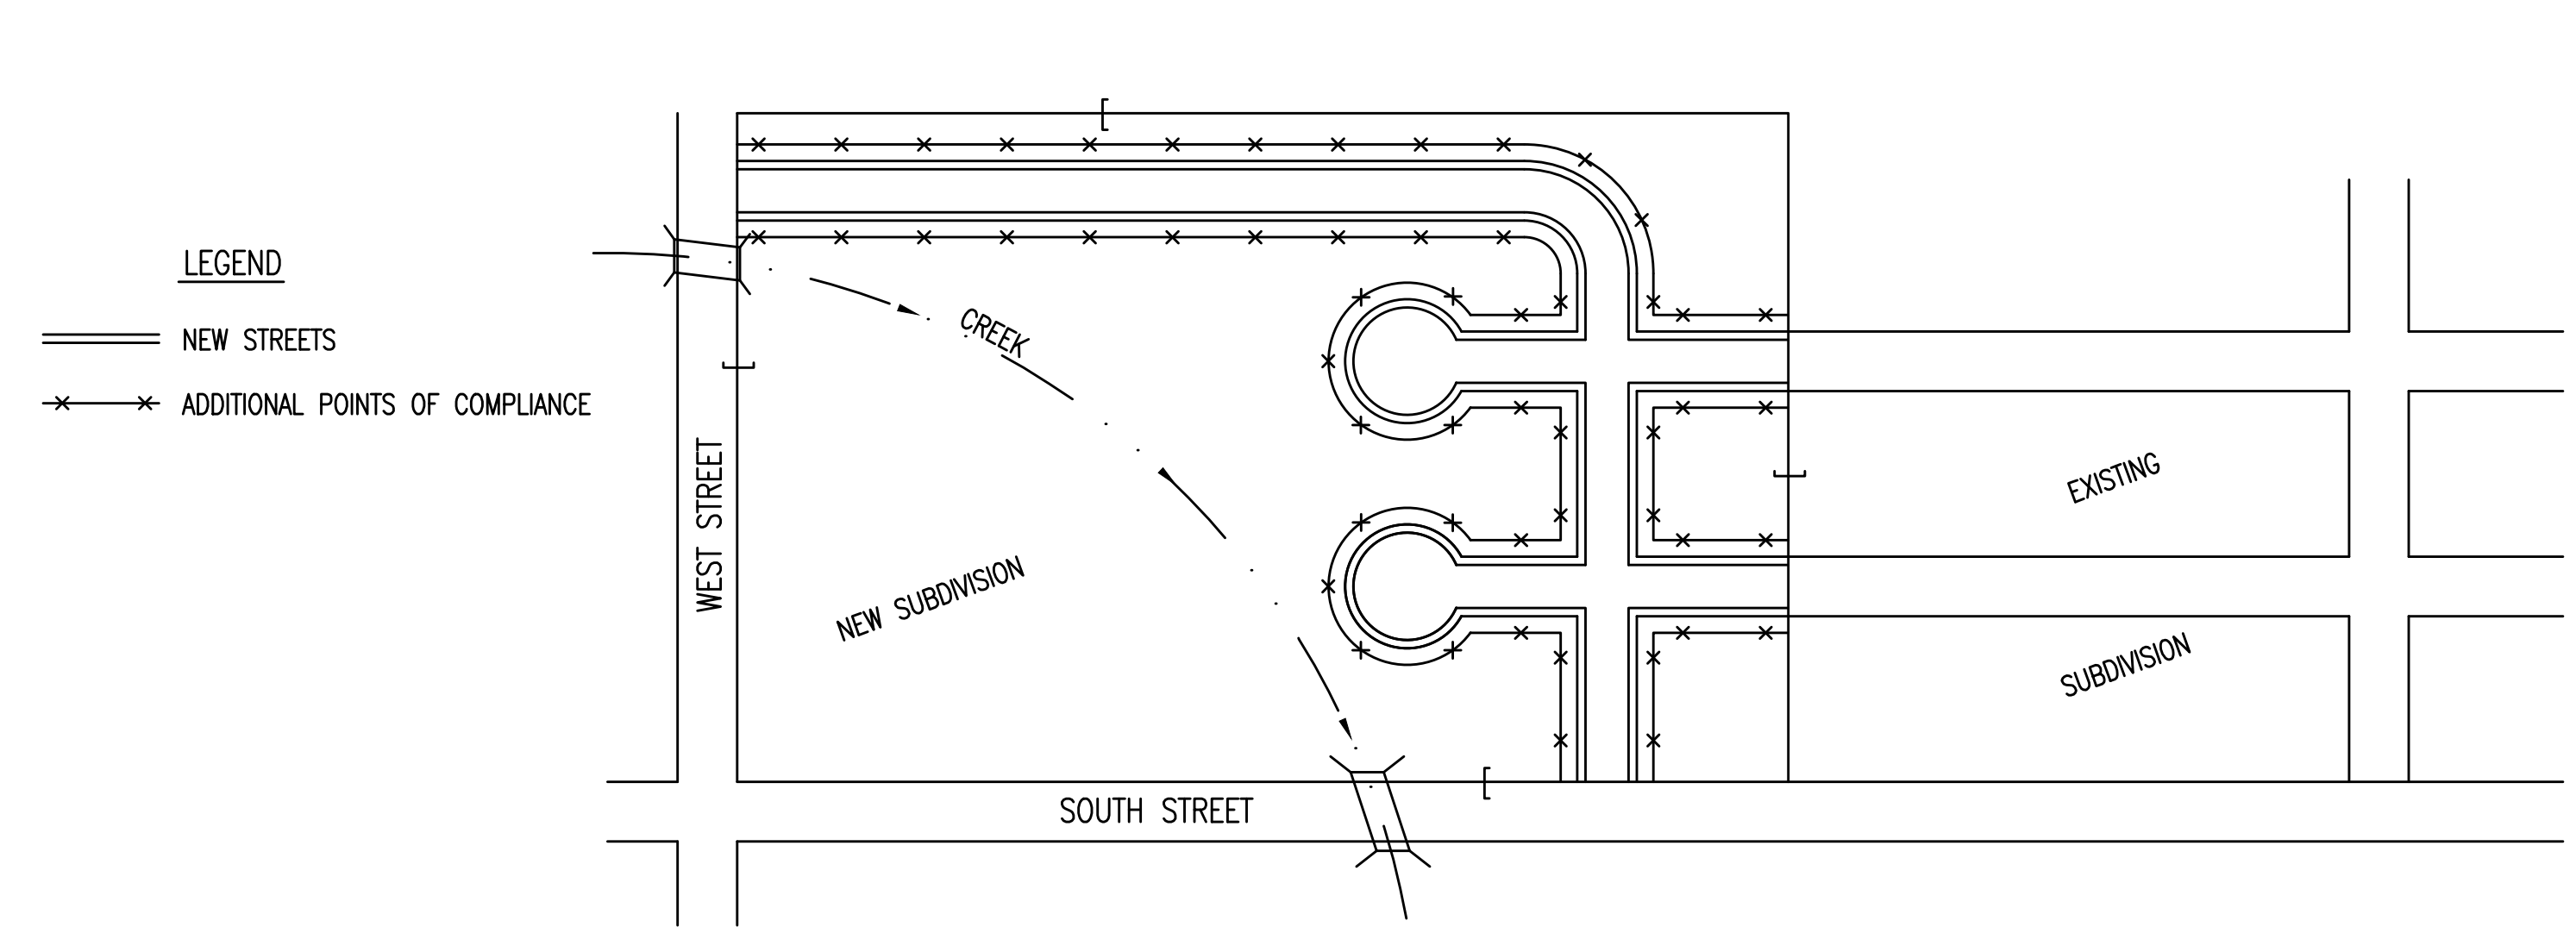 LEGEND
NEW STREETS
ADDITIONAL POINTS OF COMPLIANCE
CREEK
WEST STREET
NEW SUBDIVISION
SOUTH STREET
EXISTING
SUBDIVISION